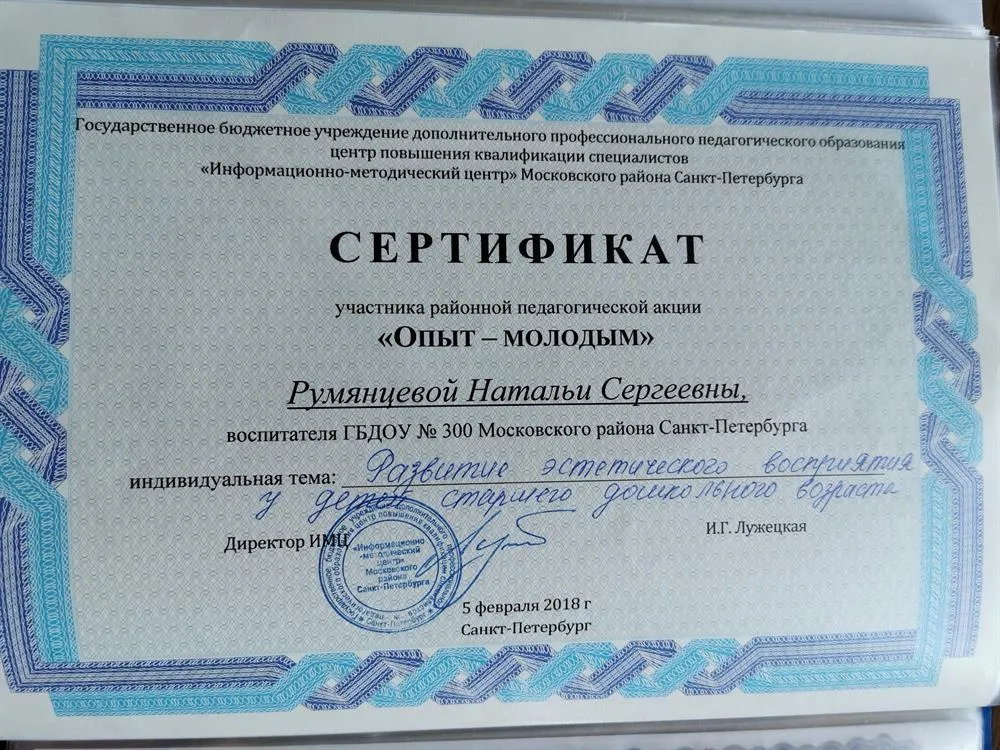 Государственное бюджетное учреждение дополнительного профессионального педагогического образования
центр повышения квалификации специалистов
«Информационно-методический центр» Московского района Санкт-Петербурга
СЕРТИФИКАТ
участника районной педагогической акции
«Опыт – молодым»
Румянцевой Натальи Сергеевны,
воспитателя ГБДОУ № 300 Московского района Санкт-Петербурга
индивидуальная тема: Развитие эстетического восприятия
у детей старшего дошкольного возраста
Директор ИМЦ
И.Г. Лужецкая
«Информационно
-методический
центр»
Московского
района
Санкт-Петербурга
5 февраля 2018 г
Санкт-Петербург